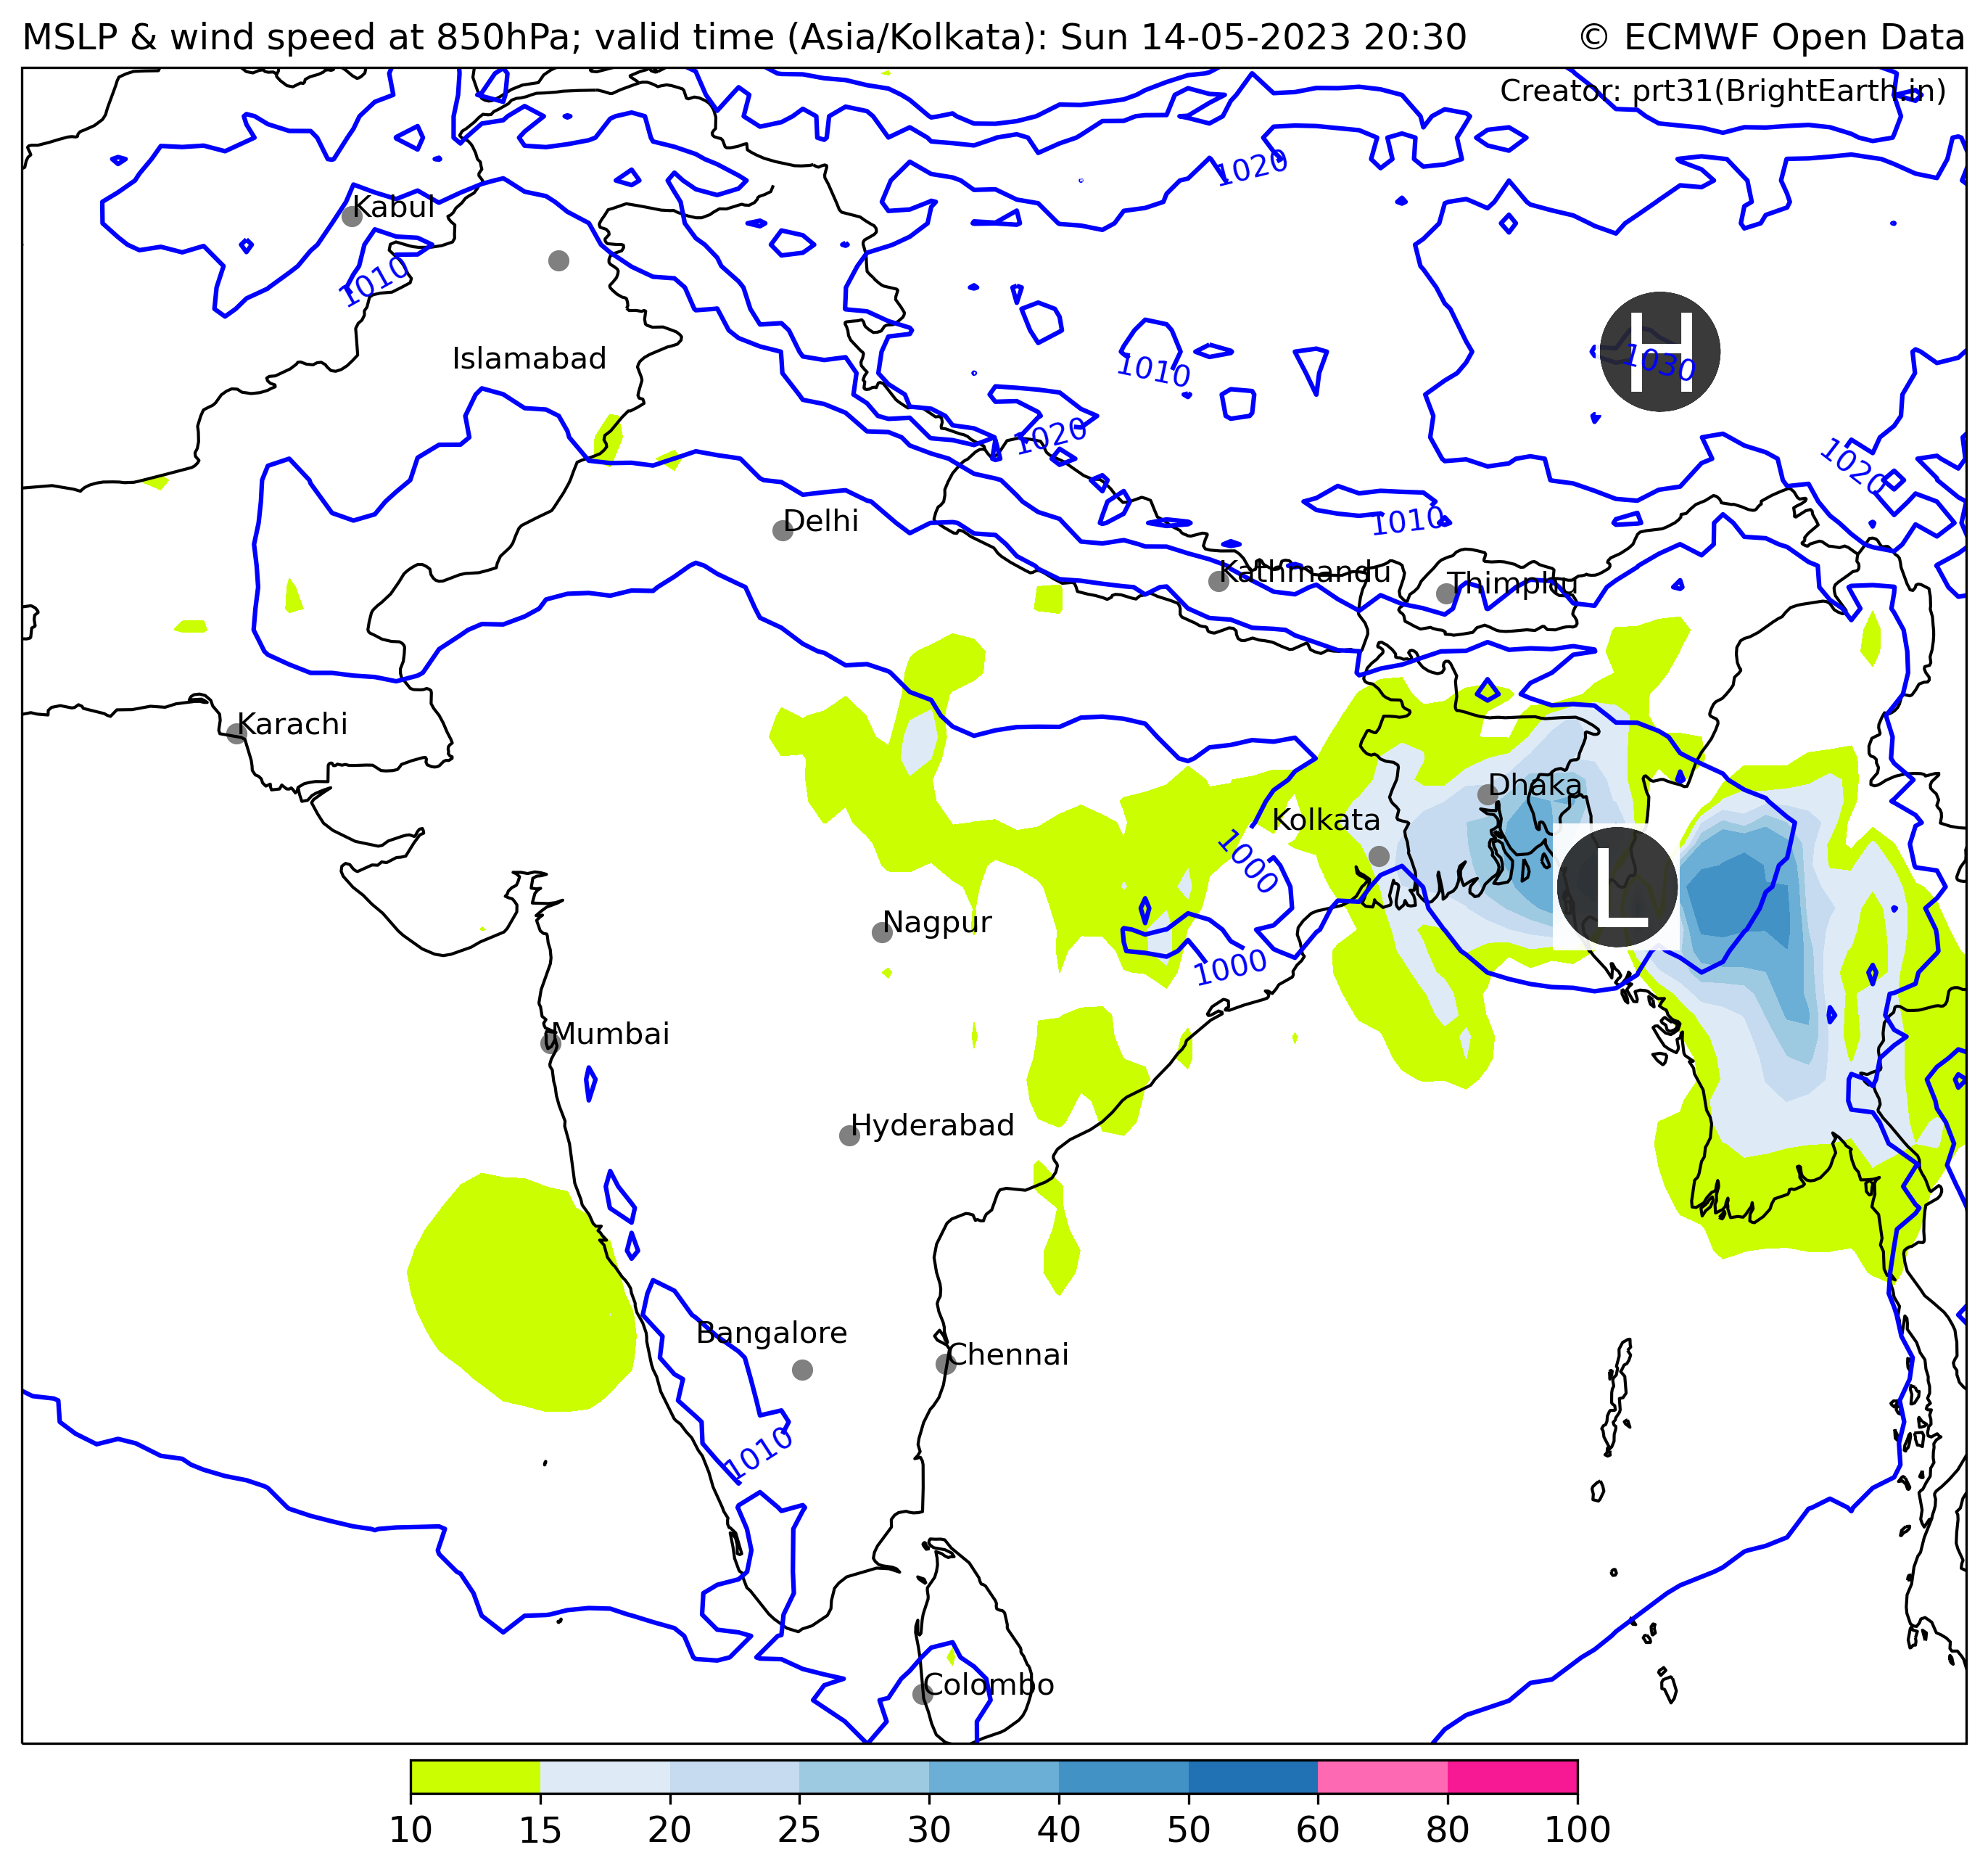 MSLP & wind speed at 850hPa; valid time (Asia/Kolkata): Sun 14-05-2023 20:30 © ECMWF Open Data
Creator: prt31(BrightEarth.in)
1020
Kabul
1010
H
1030
Islamabad
1010
1020
1020
Delhi
1010
Kathmandu
Thimphu
Karachi
Dhaka
Kolkata
1000
L
Nagpur
1000
Mumbai
Hyderabad
Bangalore
Chennai
1010
Colombo
10 15 20 25 30 40 50 60 80 100